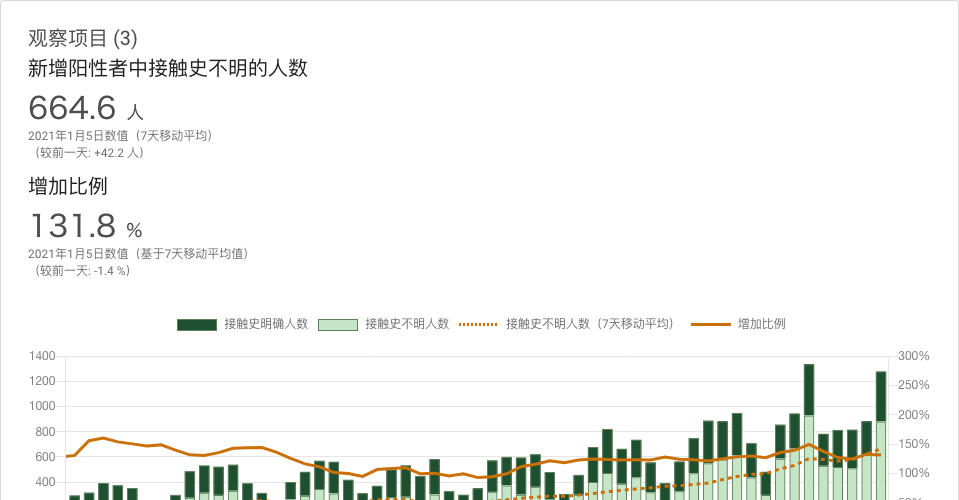 观察项目 (3)
新增阳性者中接触史不明的人数
664.6 人
2021年1月5日数值（7天移动平均）
（较前一天: +42.2 人）
增加比例
131.8 %
2021年1月5日数值（基于7天移动平均值）
（较前一天: -1.4 %）
接触史明确人数 接触史不明人数 接触史不明人数（7天移动平均） 增加比例
1400 300%
1200 250%
1000 200%
800 150%
600 100%
400